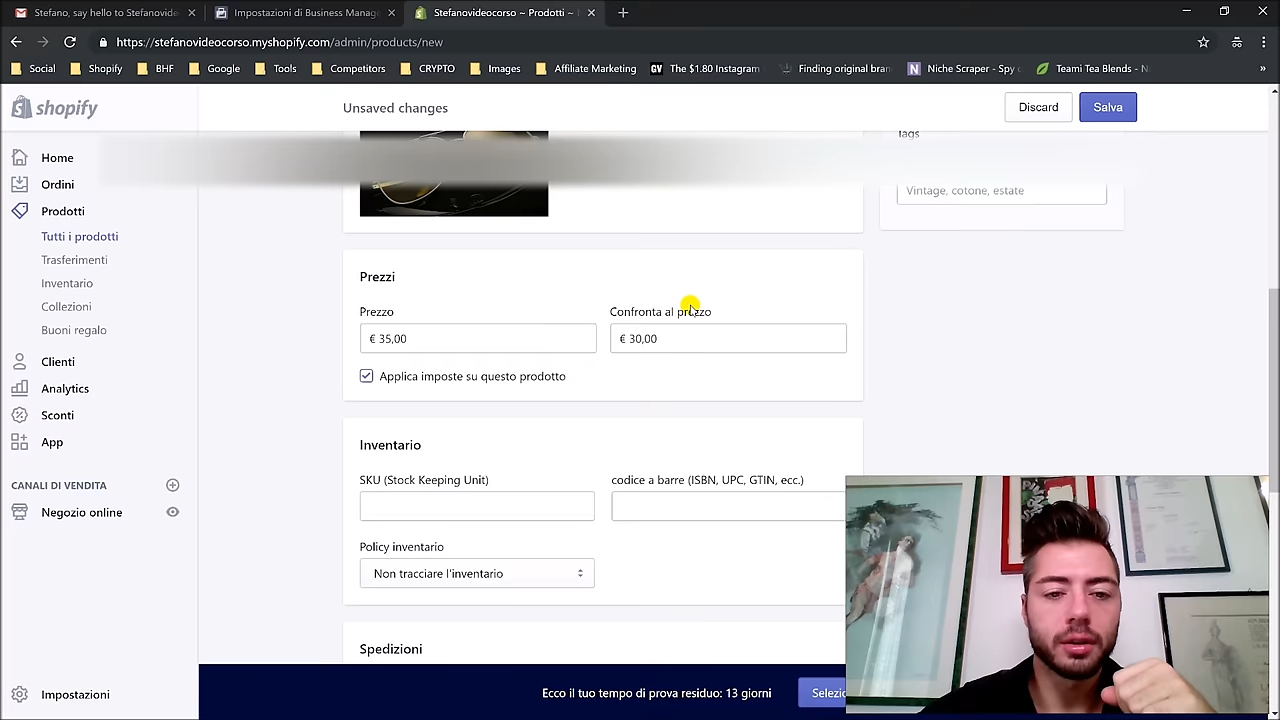 Stefano, say hello to Stefanovide
Impostazioni di Business Manag
Stefanovideocorso ~ Prodotti ~
https://stefanovideocorso.myshopify.com/admin/products/new
Social
Shopify
BHF
Google
Tools
Competitors
CRYPTO
Images
Affiliate Marketing
GV
The $1.80 Instagram
Finding original bran
N
Niche Scraper - Spy
Teami Tea Blends - N
»
shopify
Unsaved changes
Discard
Salva
Home
Ordini
Prodotti
Tutti i prodotti
Trasferimenti
Inventario
Collezioni
Buoni regalo
Clienti
Analytics
Sconti
App
CANALI DI VENDITA
Negozio online
Impostazioni
Tags
Vintage, cotone, estate
Prezzi
Prezzo
Confronta al prezzo
€ 35,00
€ 30,00
Applica imposte su questo prodotto
Inventario
SKU (Stock Keeping Unit)
codice a barre (ISBN, UPC, GTIN, ecc.)
Policy inventario
Non tracciare l'inventario
Spedizioni
Ecco il tuo tempo di prova residuo: 13 giorni
Selezio